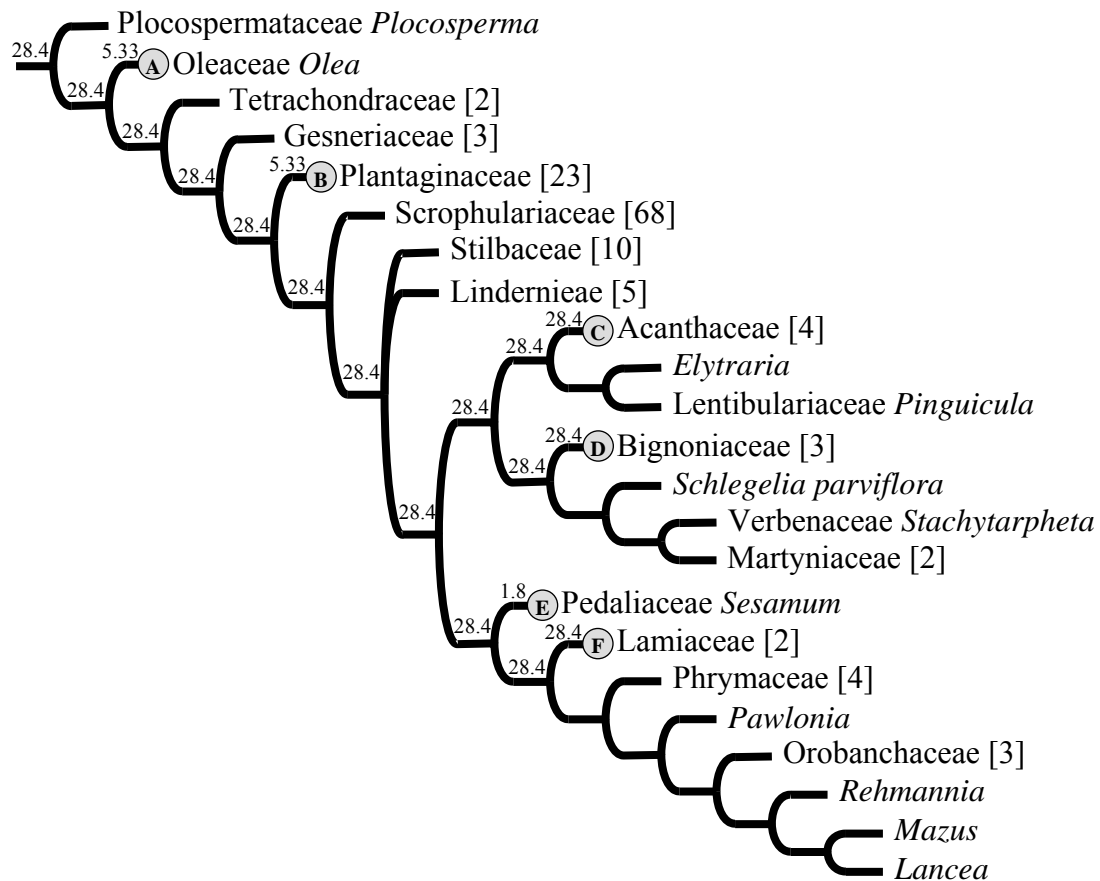 Plocospermataceae Plocosperma
28.4
5.33 A Oleaceae Olea
28.4
Tetrachondraceae [2]
28.4
Gesneriaceae [3]
28.4
5.33 B Plantaginaceae [23]
28.4
Scrophulariaceae [68]
28.4
Stilbaceae [10]
Lindernieae [5]
28.4
28.4 C Acanthaceae [4]
28.4
Elytraria
Lentibulariaceae Pinguicula
28.4
28.4 D Bignoniaceae [3]
28.4
Schlegelia parviflora
Verbenaceae Stachytarpheta
28.4
Martyniaceae [2]
1.8 E Pedaliaceae Sesamum
28.4
28.4 F Lamiaceae [2]
28.4
Phrymaceae [4]
Pawlonia
Orobanchaceae [3]
Rehmannia
Mazus
Lancea